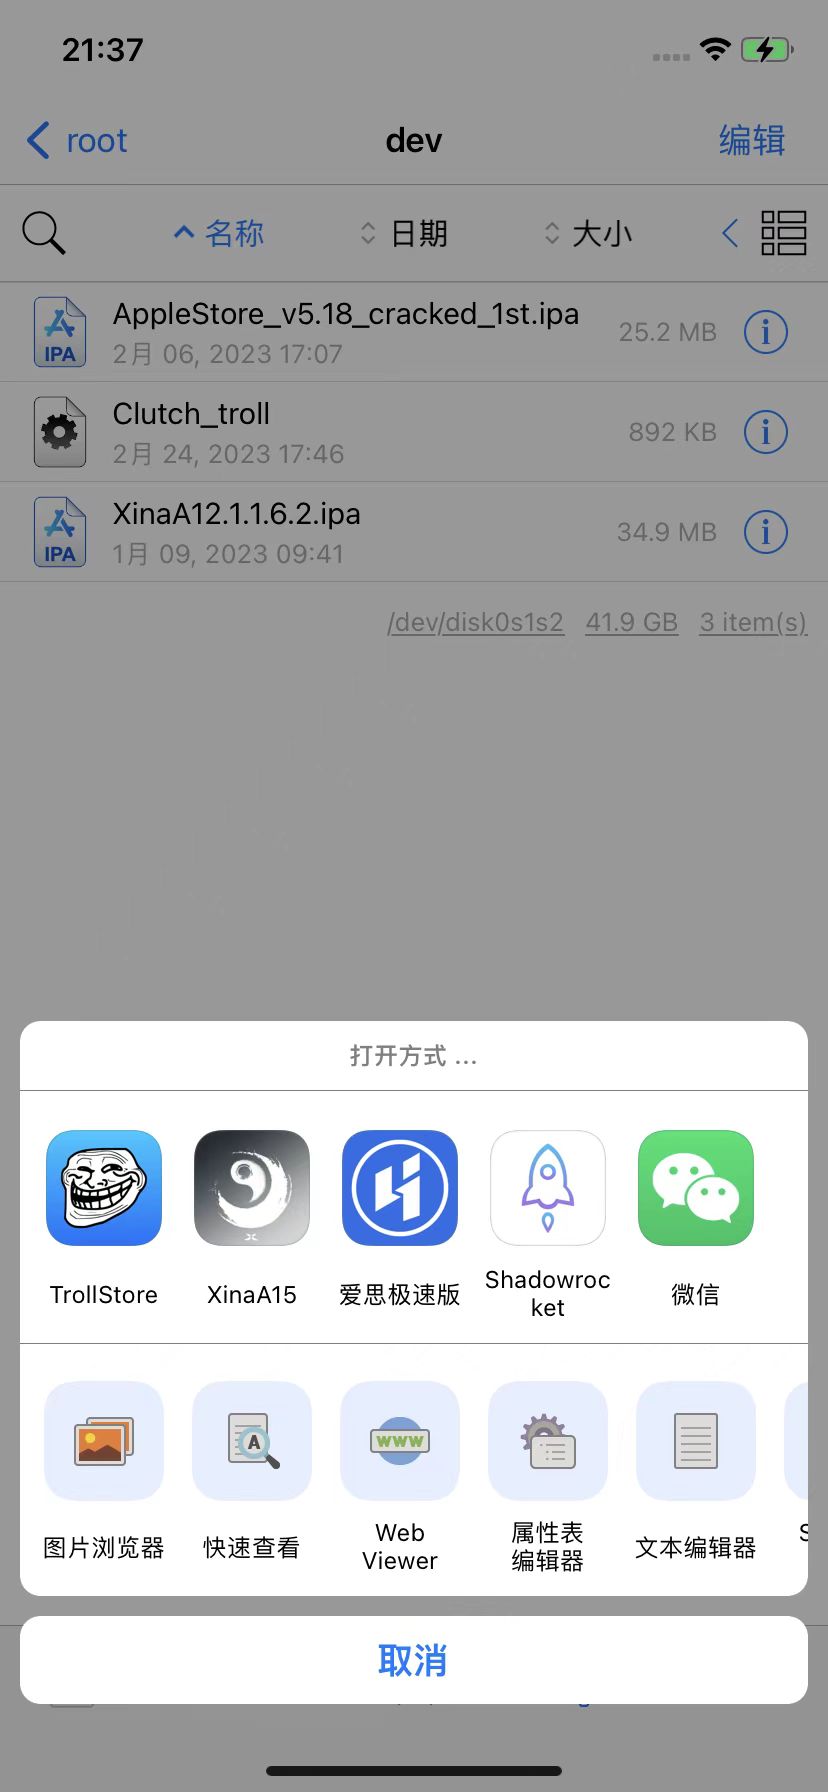 21:37
root
dev
编辑
名称
日期
大小
AppleStore_v5.18_cracked_1st.ipa
2月 06, 2023 17:07
25.2 MB
IPA
Clutch_troll
2月 24, 2023 17:46
892 KB
XinaA12.1.1.6.2.ipa
1月 09, 2023 09:41
34.9 MB
IPA
/dev/disk0s1s2 41.9 GB 3 item(s)
打开方式 ...
TrollStore
XinaA15
爱思极速版
Shadowroc
ket
微信
WWW
图片浏览器
快速查看
Web
Viewer
属性表
编辑器
文本编辑器
取消